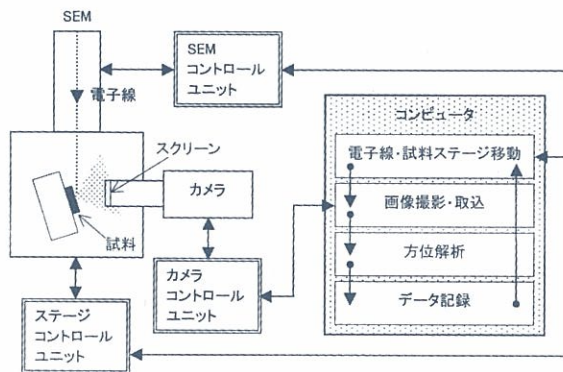 SEM
電子線
SEM
コントロール
ユニット
スクリーン
カメラ
試料
カメラ
コントロール
ユニット
ステージ
コントロール
ユニット
コンピュータ
電子線・試料ステージ移動
画像撮影・取込
方位解析
データ記録